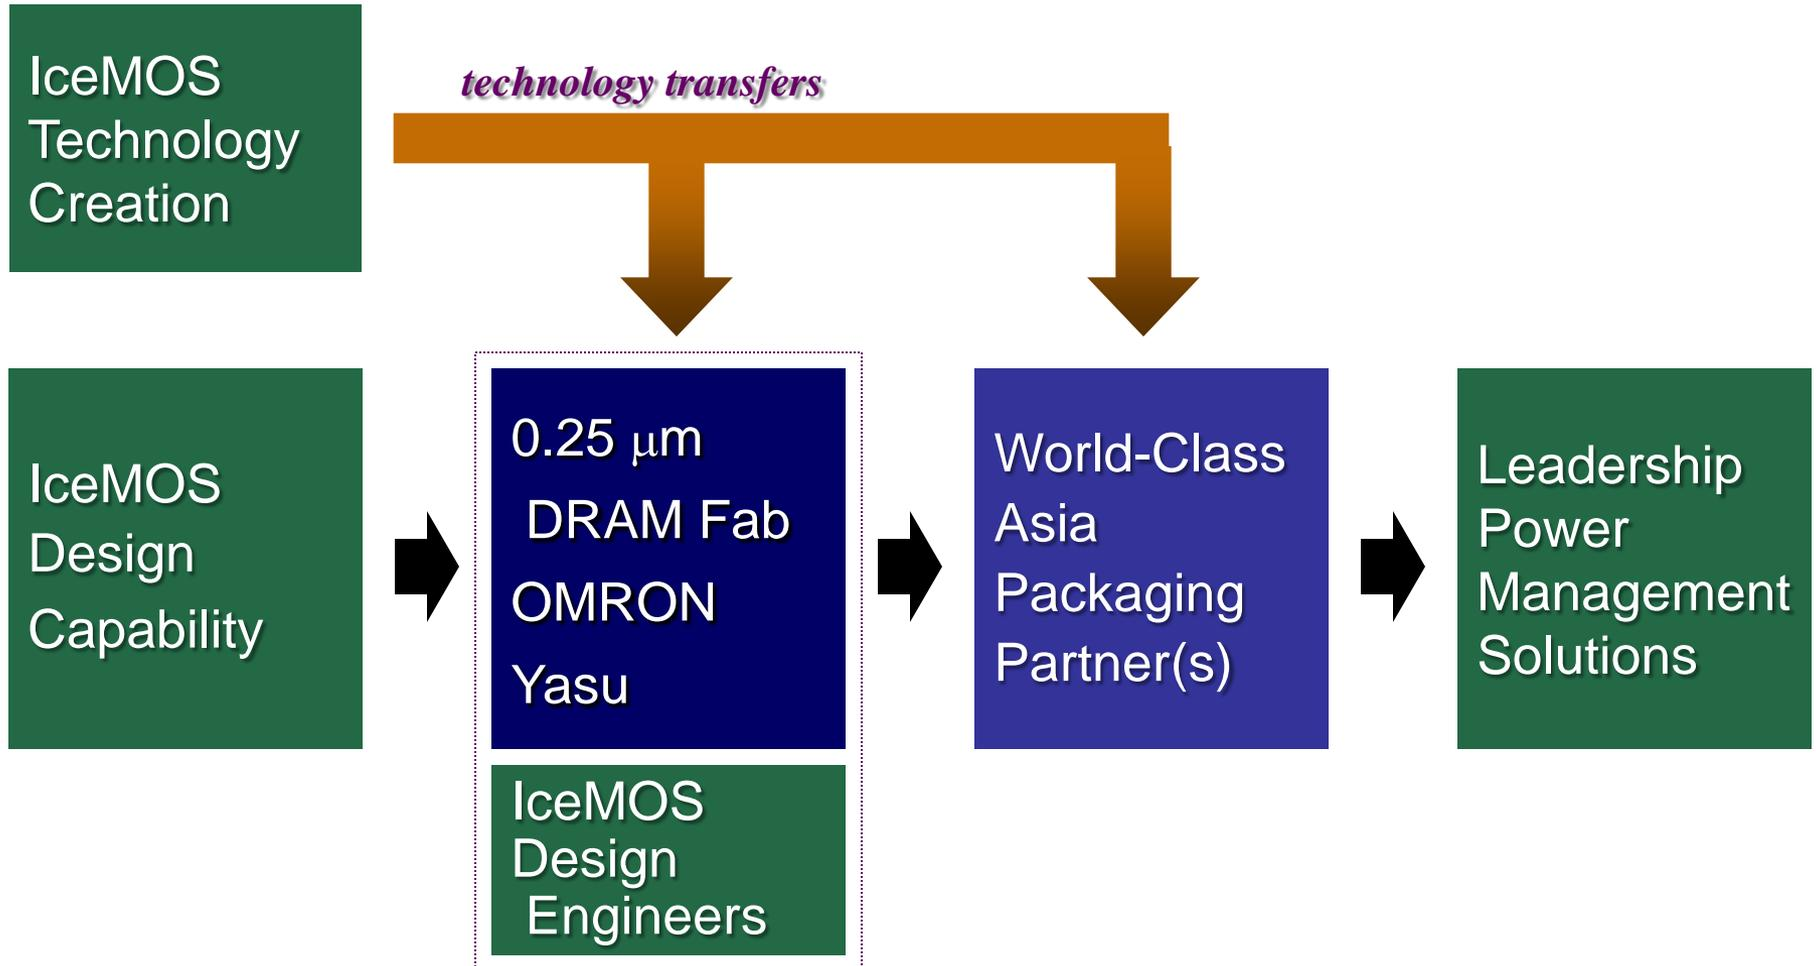 IceMOS
Technology
Creation
technology transfers
IceMOS
Design
Capability
0.25 μm
DRAM Fab
OMRON
Yasu
IceMOS
Design
Engineers
World-Class
Asia
Packaging
Partner(s)
Leadership
Power
Management
Solutions